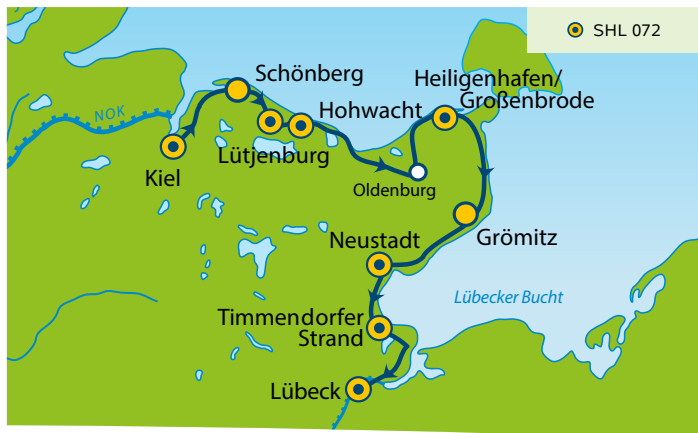 SHL 072
Schönberg
Heiligenhafen/
Großenbrode
NOK
Hohwacht
Lütjenburg
Kiel
Oldenburg
Grömitz
Neustadt
Lübecker Bucht
Timmendorfer
Strand
Lübeck